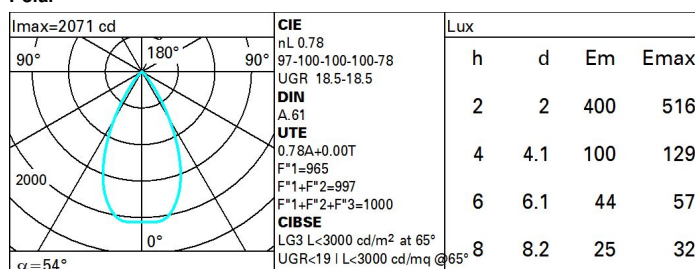 Imax=2071 cd
90° 180° 90°
2000
0°
α=54°
CIE
nL 0.78
97-100-100-100-78
UGR 18.5-18.5
DIN
A.61
UTE
0.78A+0.00T
F"1=965
F"1+F"2=997
F"1+F"2+F"3=1000
CIBSE
LG3 L<3000 cd/m² at 65°
UGR<19 | L<3000 cd/mq @65°
Lux
h d Em Emax
2 2 400 516
4 4.1 100 129
6 6.1 44 57
8 8.2 25 32